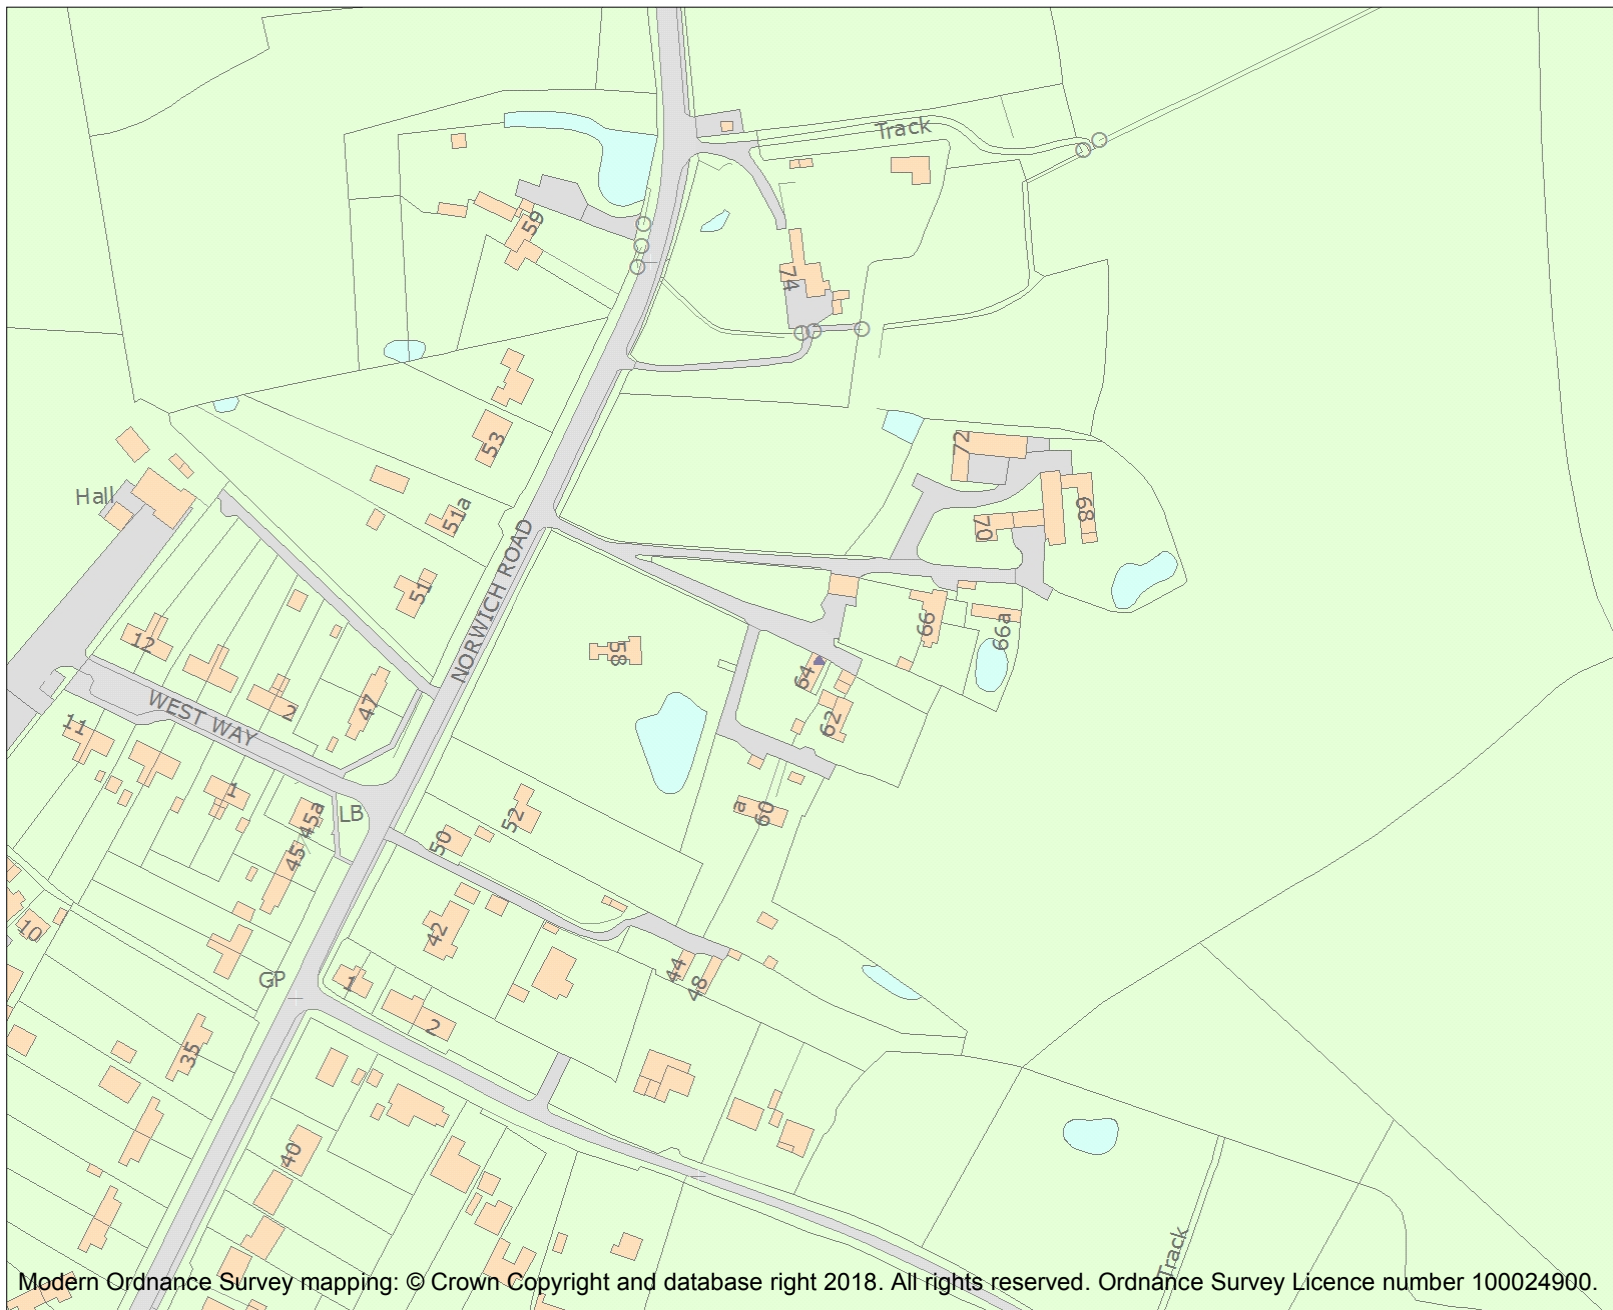 Track
59
74
53
72
Hall
51a
68
70
NORWICH ROAD
51
66
66a
12
58
64
WEST WAY
2
47
11
62
1
45a
LB
52
a
60
50
45
10
42
44
48
GP
1
2
35
40
Track
Modern Ordnance Survey mapping: © Crown Copyright and database right 2018. All rights reserved. Ordnance Survey Licence number 100024900.